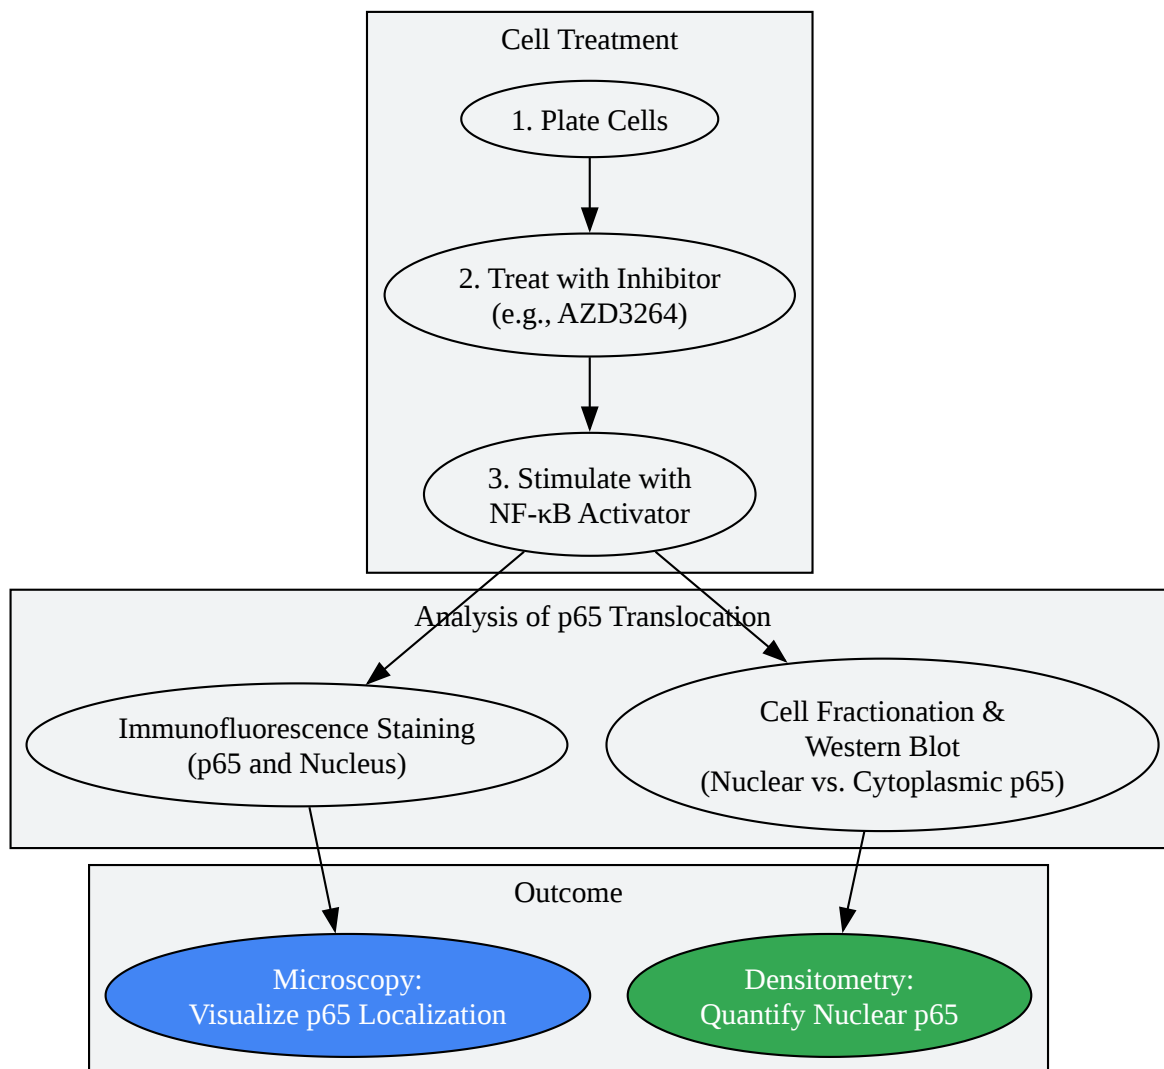 Cell Treatment
1. Plate Cells
2. Treat with Inhibitor
(e.g., AZD3264)
3. Stimulate with
NF-κB Activator
Analysis of p65 Translocation
Immunofluorescence Staining
(p65 and Nucleus)
Cell Fractionation &
Western Blot
(Nuclear vs. Cytoplasmic p65)
Outcome
Microscopy:
Visualize p65 Localization
Densitometry:
Quantify Nuclear p65